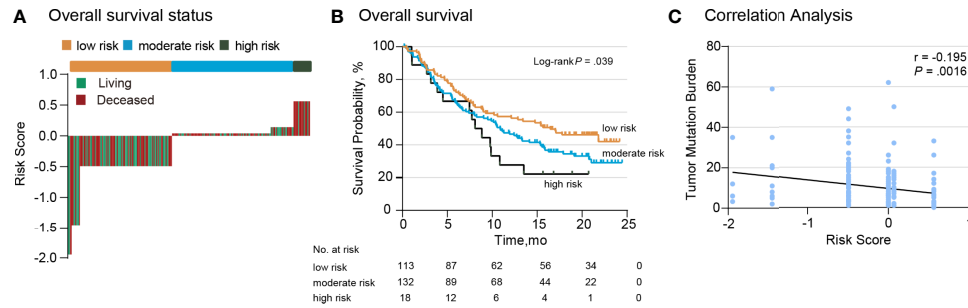 A Overall survival status
low risk moderate risk high risk
Living
Deceased
1.0
0.5
0.0
-0.5
-1.0
-1.5
-2.0
Risk Score
B Overall survival
Log-rank P = .039
100
80
60
40
20
0
Survival Probability, %
low risk
moderate risk
high risk
0 5 10 15 20 25
Time,mo
No. at risk
low risk 113 87 62 56 34 0
moderate risk 132 89 68 44 22 0
high risk 18 12 6 4 1 0
C Correlation Analysis
r = -0.195
P = .0016
80
60
40
20
0
Tumor Mutation Burden
-2 -1 0 1
Risk Score